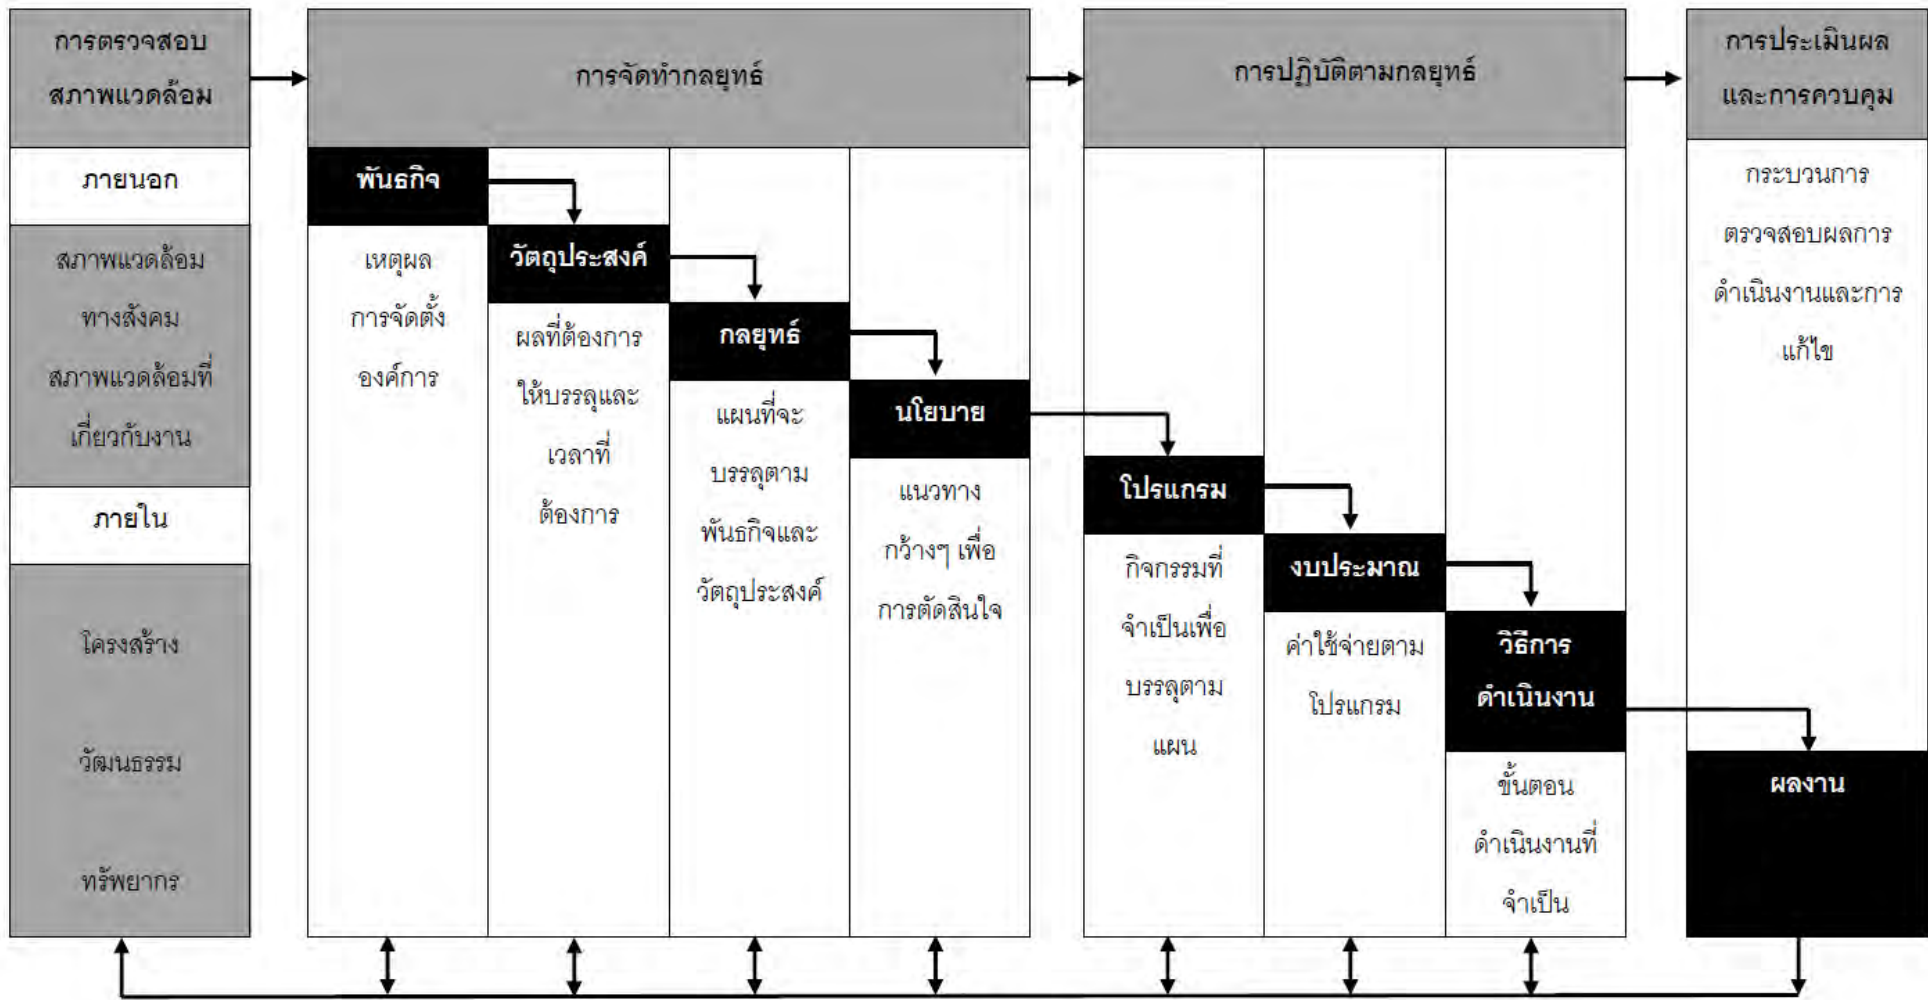 การตรวจสอบ
สภาพแวดล้อม
ภายนอก
สภาพแวดล้อม
ทางสังคม
สภาพแวดล้อมที่
เกี่ยวกับงาน
ภายใน
โครงสร้าง
วัฒนธรรม
ทรัพยากร
การจัดทำกลยุทธ์
พันธกิจ
เหตุผล
การจัดตั้ง
องค์การ
วัตถุประสงค์
ผลที่ต้องการ
ให้บรรลุและ
เวลาที่
ต้องการ
กลยุทธ์
แผนที่จะ
บรรลุตาม
พันธกิจและ
วัตถุประสงค์
นโยบาย
แนวทาง
กว้างๆ เพื่อ
การตัดสินใจ
การปฏิบัติตามกลยุทธ์
โปรแกรม
กิจกรรมที่
จำเป็นเพื่อ
บรรลุตาม
แผน
งบประมาณ
ค่าใช้จ่ายตาม
โปรแกรม
วิธีการ
ดำเนินงาน
ขั้นตอน
ดำเนินงานที่
จำเป็น
การประเมินผล
และการควบคุม
กระบวนการ
ตรวจสอบผลการ
ดำเนินงานและการ
แก้ไข
ผลงาน